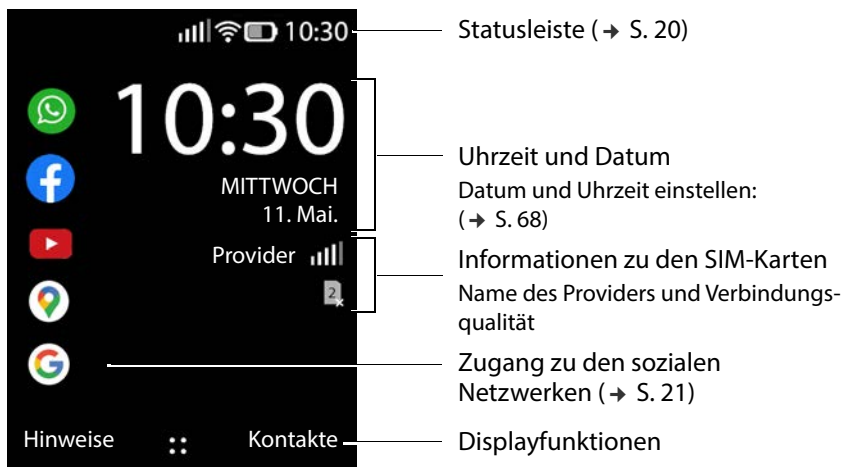 10:30
Statusleiste (➔ S. 20)
10:30
MITTWOCH
11. Mai.
Uhrzeit und Datum
Datum und Uhrzeit einstellen:
(➔ S. 68)
Provider
2
Informationen zu den SIM-Karten
Name des Providers und Verbindungs-
qualität
G
Zugang zu den sozialen
Netzwerken (➔ S. 21)
Hinweise
Kontakte
Displayfunktionen